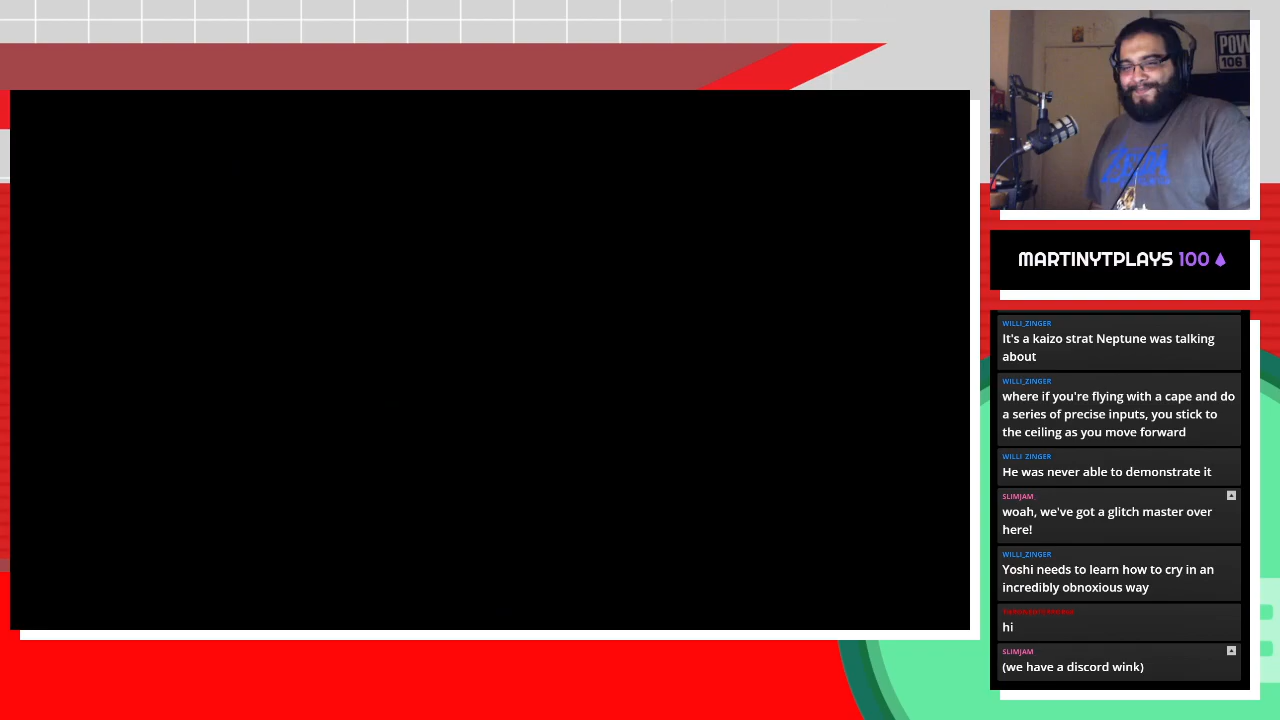 POW
106
ZELDA
MARTINYTPLAYS 100
WILLI_ZINGER
It's a kaizo strat Neptune was talking
about
WILLI_ZINGER
where if you're flying with a cape and do
a series of precise inputs, you stick to
the ceiling as you move forward
WILLI_ZINGER
He was never able to demonstrate it
SLIMJAM
woah, we've got a glitch master over
here!
WILLI_ZINGER
Yoshi needs to learn how to cry in an
incredibly obnoxious way
hi
SLIMJAM
(we have a discord wink)